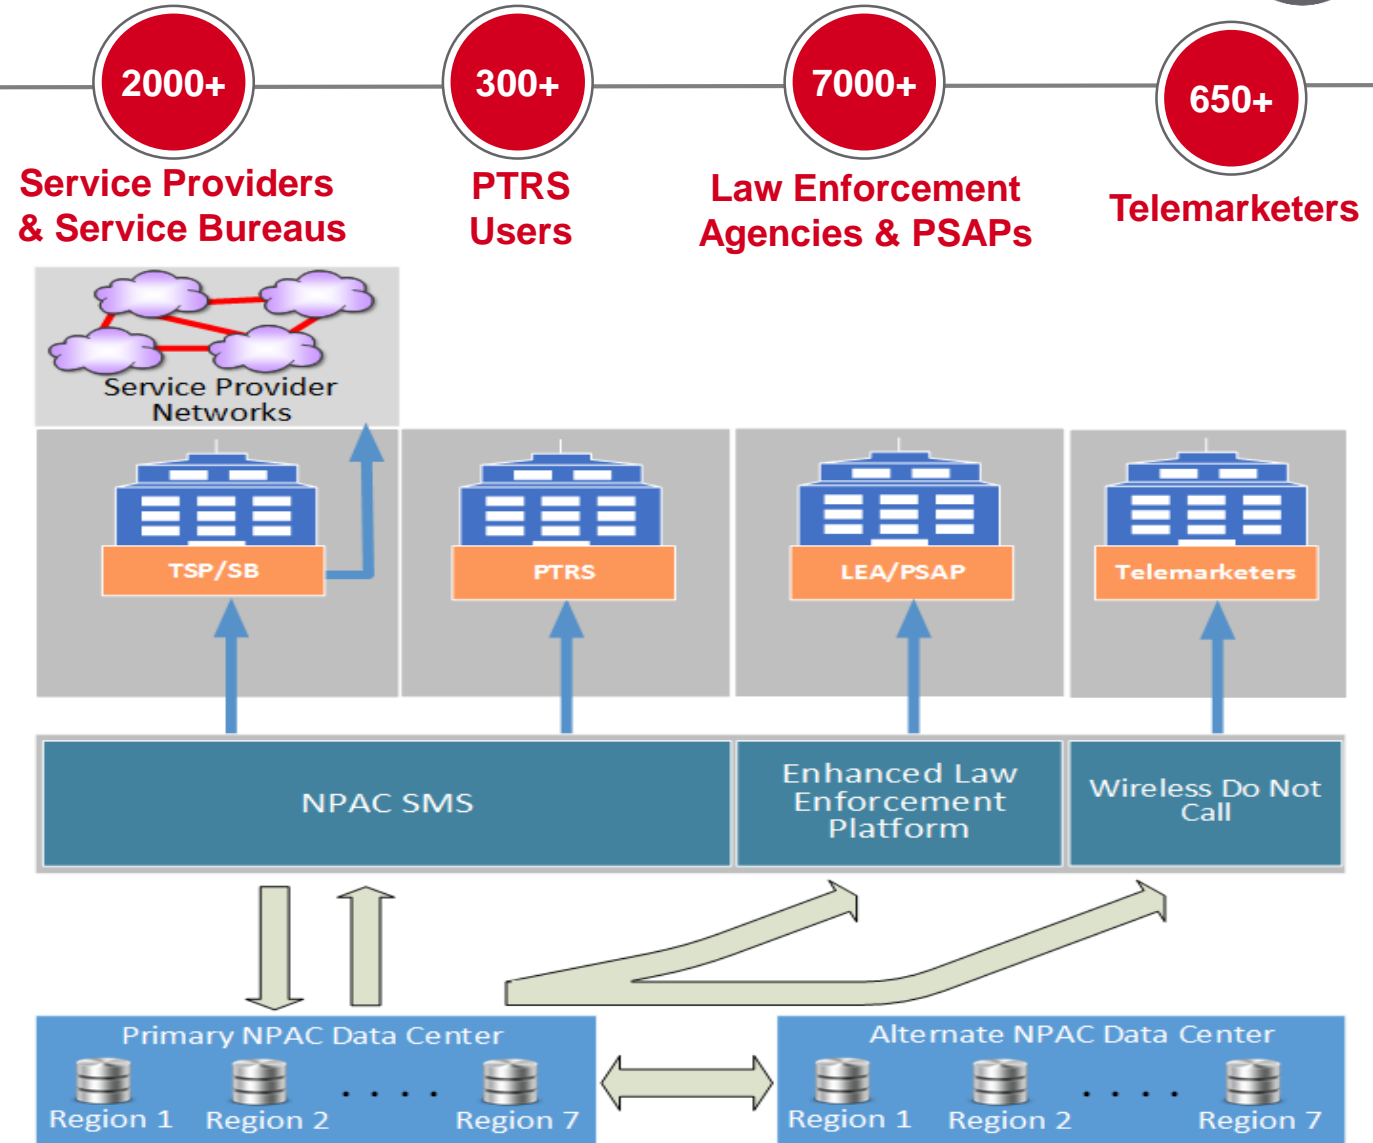 2000+
300+
7000+
650+
Service Providers
& Service Bureaus
PTRS
Users
Law Enforcement
Agencies & PSAPs
Telemarketers
Service Provider
Networks
TSP/SB
PTRS
LEA/PSAP
Telemarketers
NPAC SMS
Enhanced Law
Enforcement
Platform
Wireless Do Not
Call
Primary NPAC Data Center
Region 1
Region 2
. . . .
Region 7
Alternate NPAC Data Center
Region 1
Region 2
. . . .
Region 7